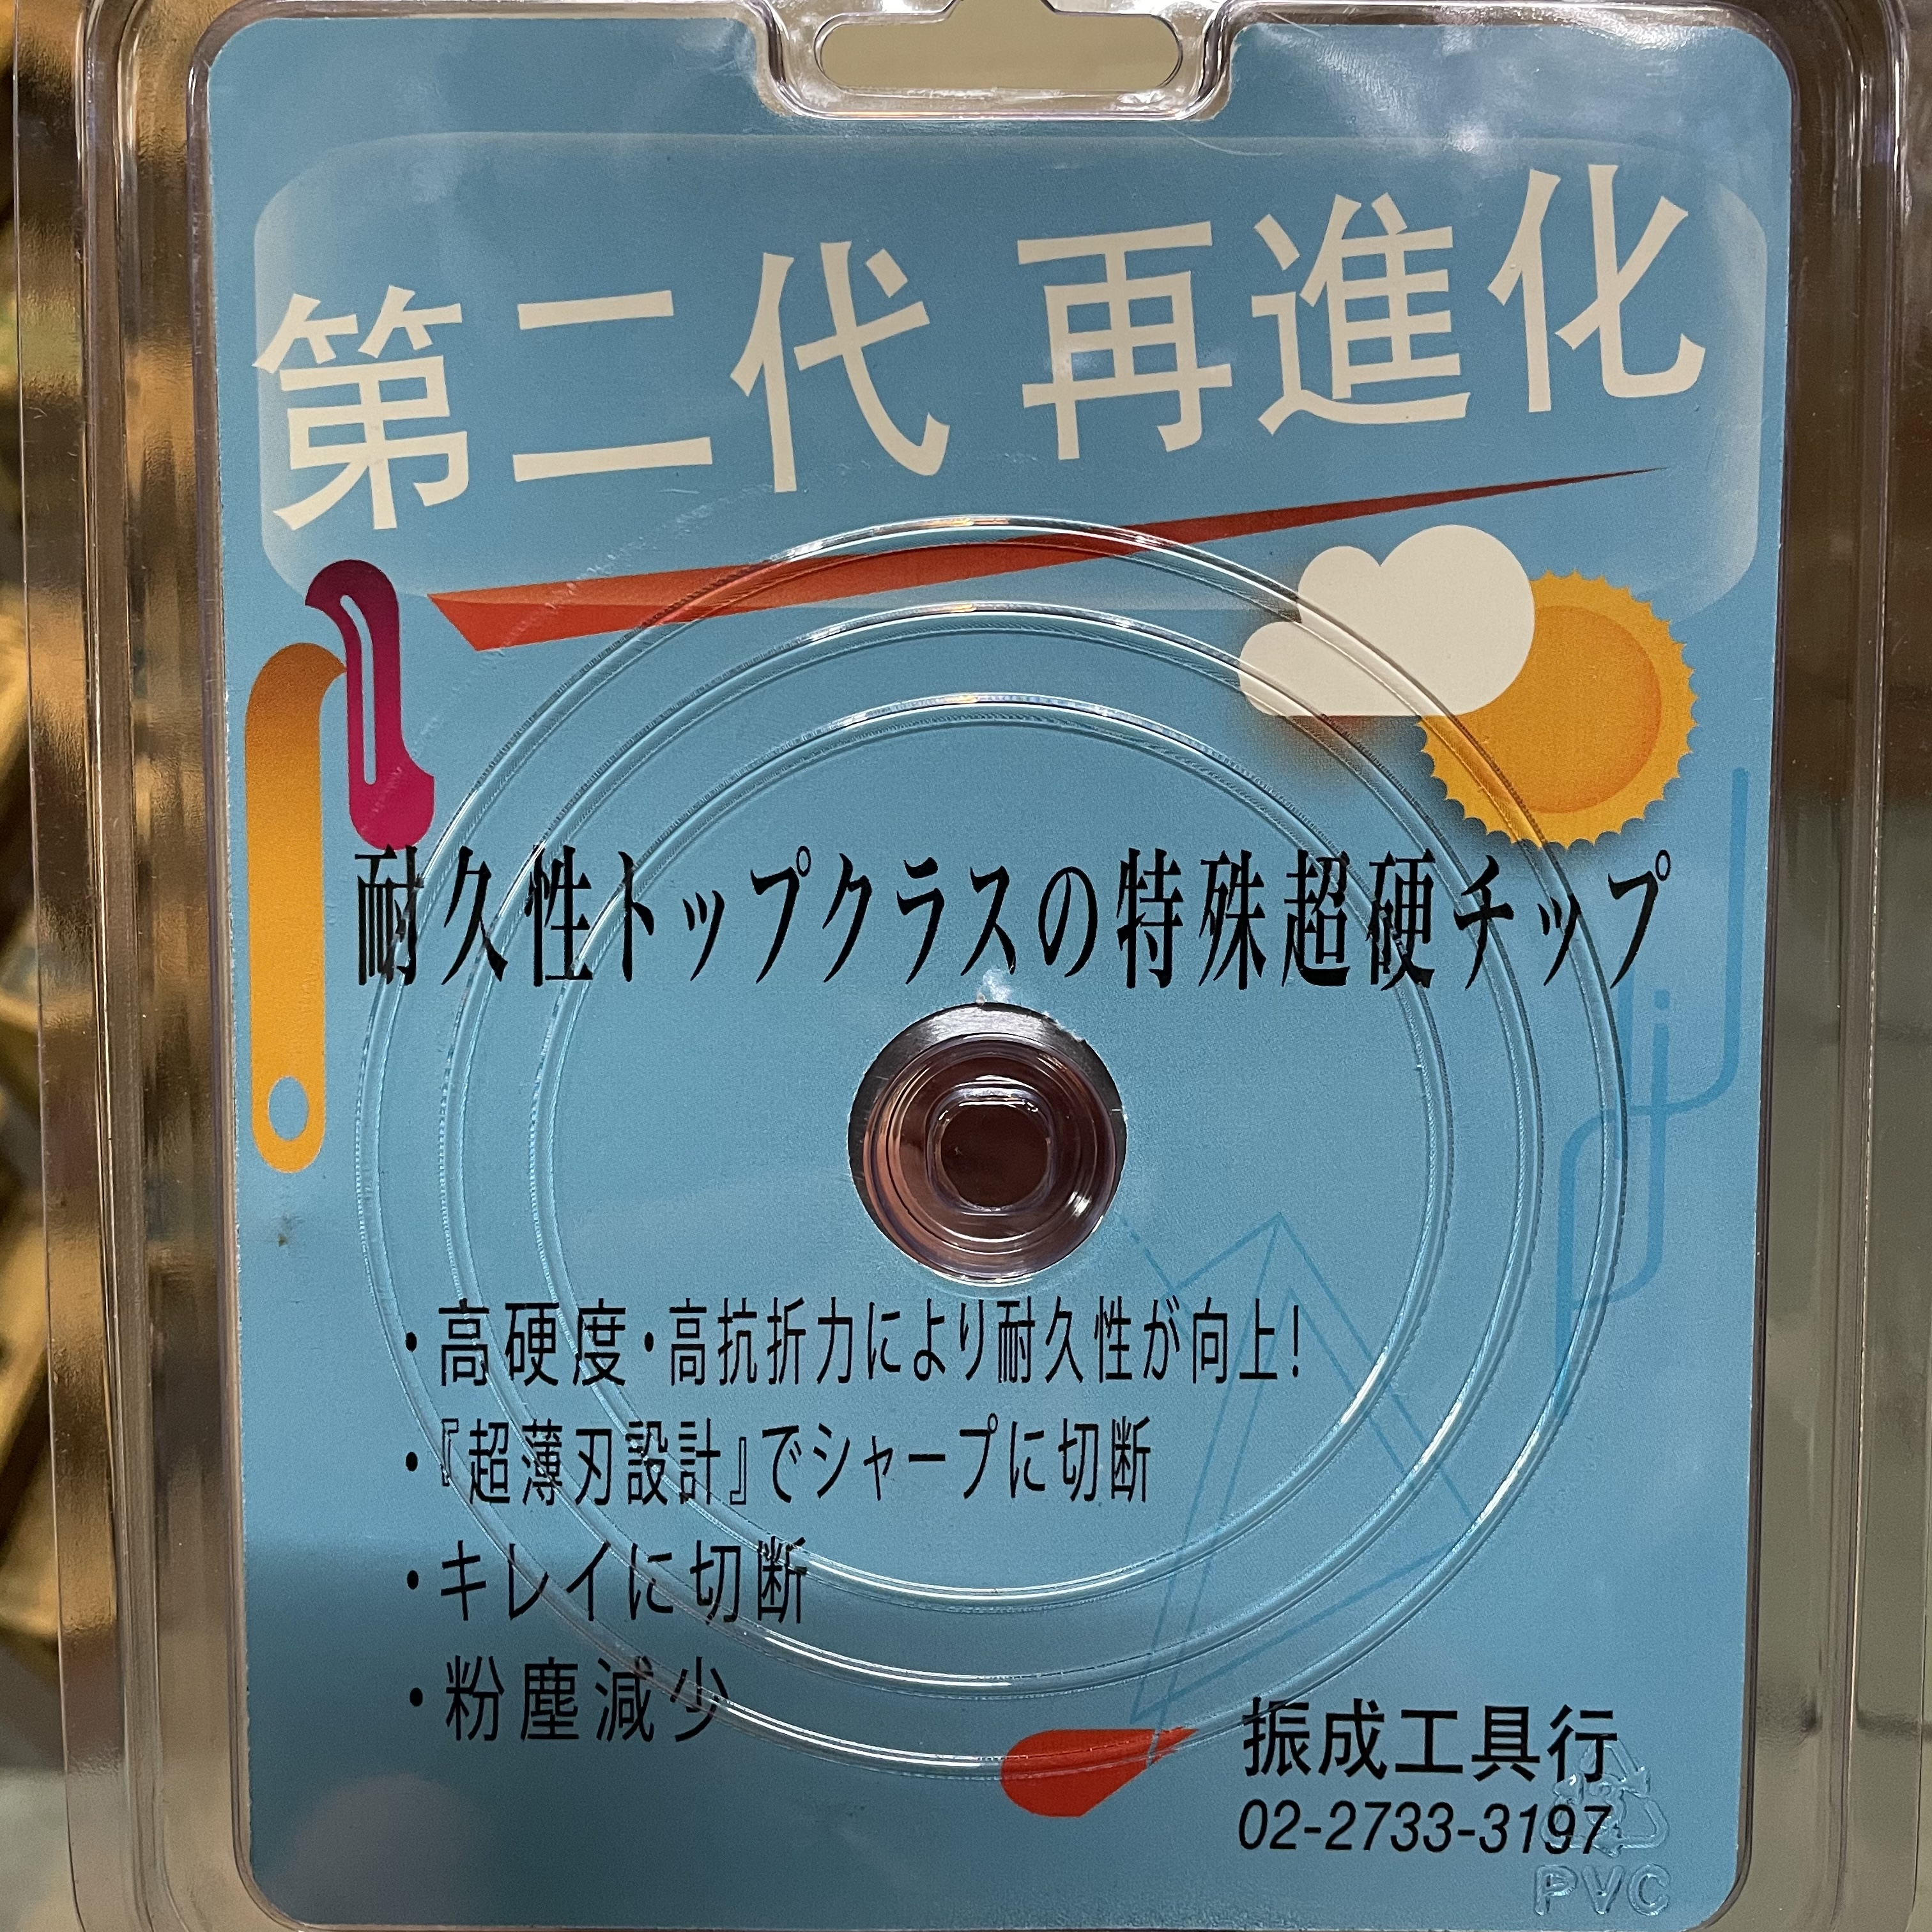 第二代 再進化
耐久性トップクラスの特殊超硬チップ
・高硬度・高抗折力により耐久性が向上!
・『超薄刃設計』でシャープに切断
・キレイに切断
・粉塵減少
振成工具行
02-2733-3197
3
PVC